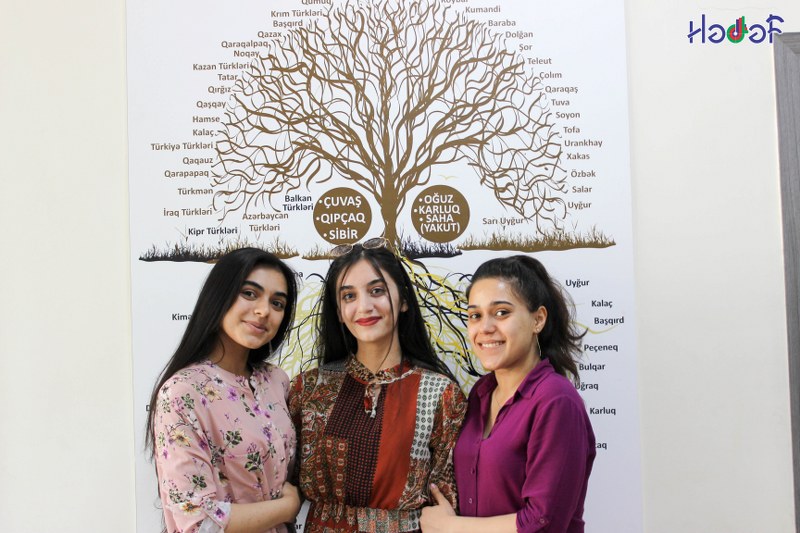 Qumuq
Krım Türkləri
Başqırd
Qazax
Qaraqalpaq
Noqay
Kazan Türkləri
Tatar
Qırğız
Qaşqay
Hamse
Kalaç
Türkiyə Türkləri
Qaqauz
Qarapapaq
Türkmən
İraq Türkləri
Kipr Türkləri
Azərbaycan
Türkləri
Balkan
Türkləri
•ÇUVAŞ
•QIPÇAQ
•SİBİR
•OĞUZ
•KARLUQ
•SAHA
(YAKUT)
Sarı Uyğur
Kumandi
Baraba
Dolğan
Şor
Teleut
Çolım
Qaraqaş
Tuva
Soyon
Tofa
Urankhay
Xakas
Özbək
Salar
Uyğur
Uyğur
Kalaç
Başqırd
Peçeneq
Bulqar
Uğraq
Karluq
HədəF